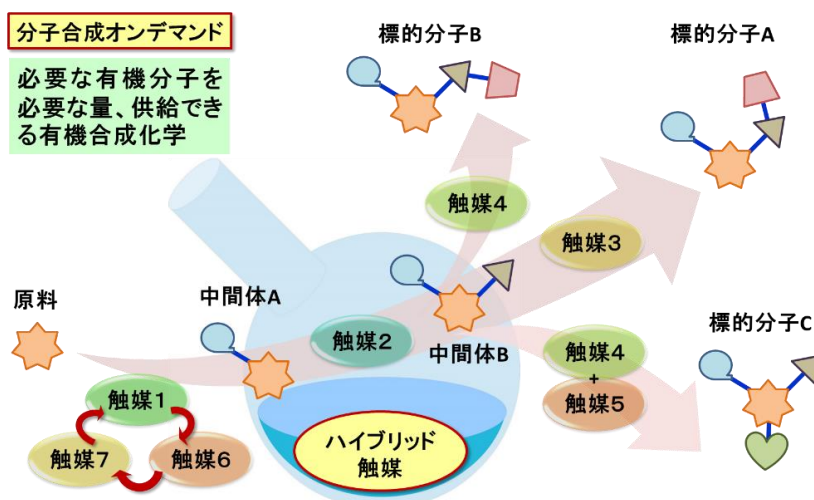 分子合成オンデマンド
必要な有機分子を
必要な量、供給でき
る有機合成化学
標的分子B
標的分子A
触媒4
触媒3
原料
中間体A
触媒2
中間体B
標的分子C
触媒4
+
触媒5
触媒1
触媒7
触媒6
ハイブリッド
触媒